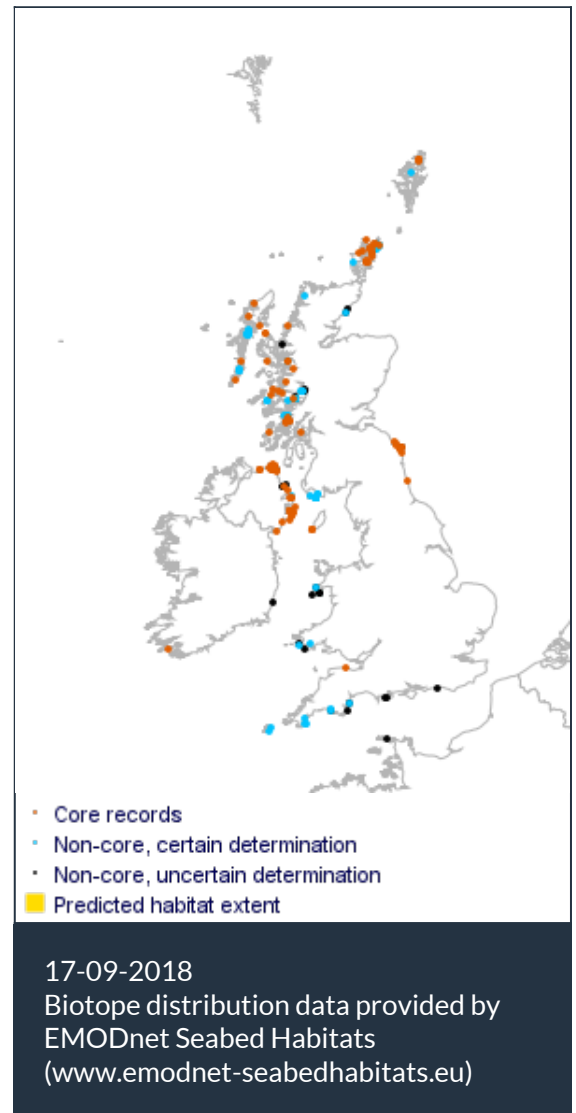 Core records
Non-core, certain determination
Non-core, uncertain determination
Predicted habitat extent
17-09-2018
Biotope distribution data provided by
EMODnet Seabed Habitats
(www.emodnet-seabedhabitats.eu)